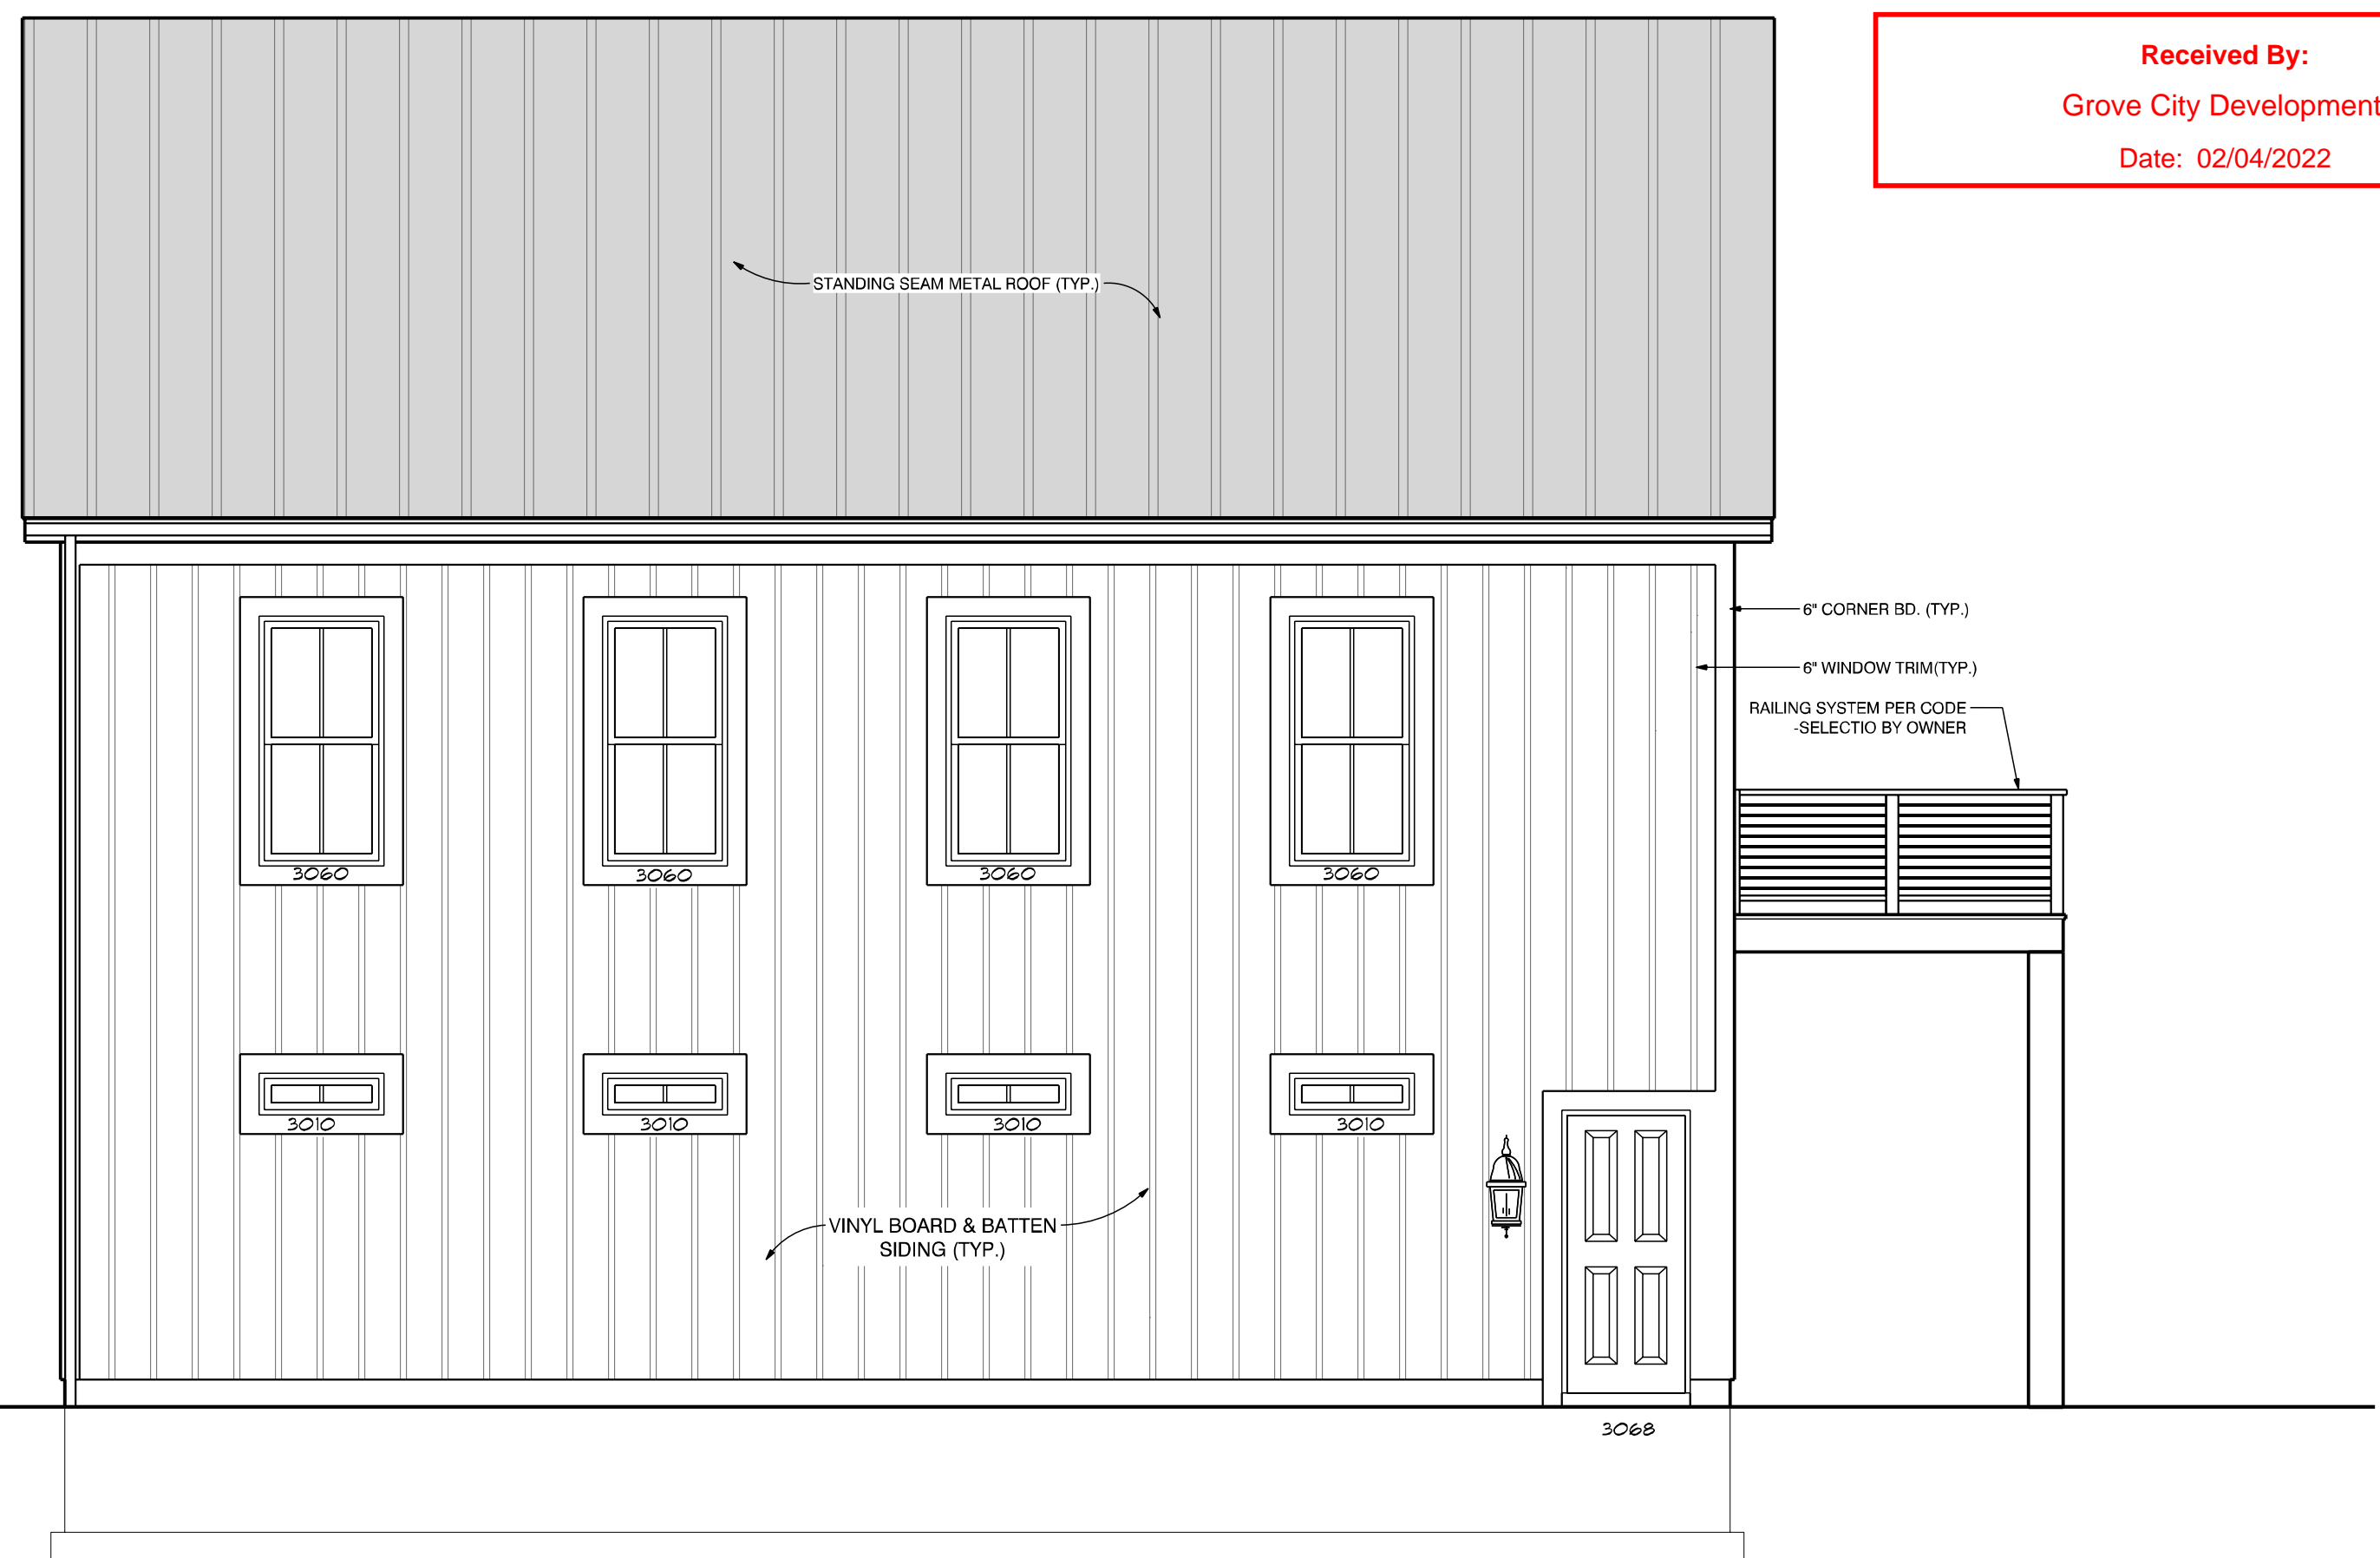 Received By:
Grove City Development
Date: 02/04/2022
STANDING SEAM METAL ROOF (TYP.)
6" CORNER BD. (TYP.)
6" WINDOW TRIM(TYP.)
RAILING SYSTEM PER CODE
-SELECTIO BY OWNER
3060
3060
3060
3060
3010
3010
3010
3010
VINYL BOARD & BATTEN
SIDING (TYP.)
3068